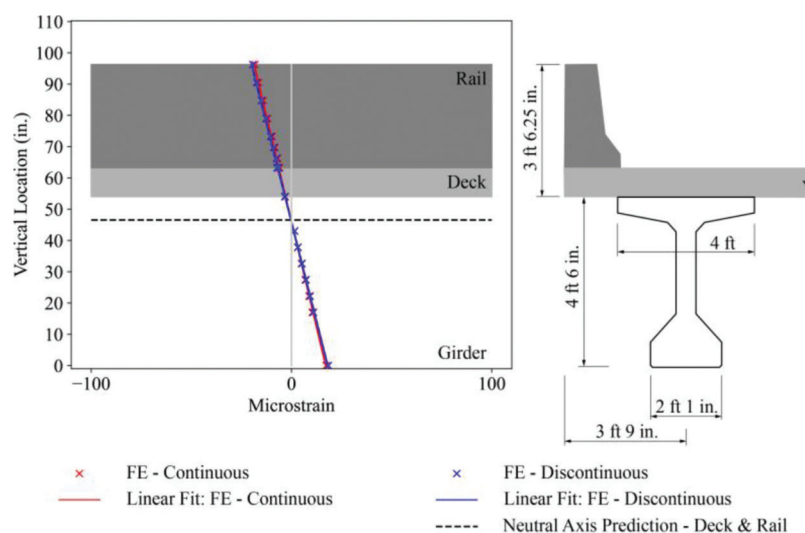 110
100
90
80
70
60
50
40
30
20
10
0
Vertical Location (in.)
Rail
Deck
Girder
−100
0
100
Microstrain
3 ft 6.25 in.
4 ft 6 in.
4 ft
2 ft 1 in.
3 ft 9 in.
FE - Continuous
FE - Discontinuous
Linear Fit: FE - Continuous
Linear Fit: FE - Discontinuous
Neutral Axis Prediction - Deck & Rail